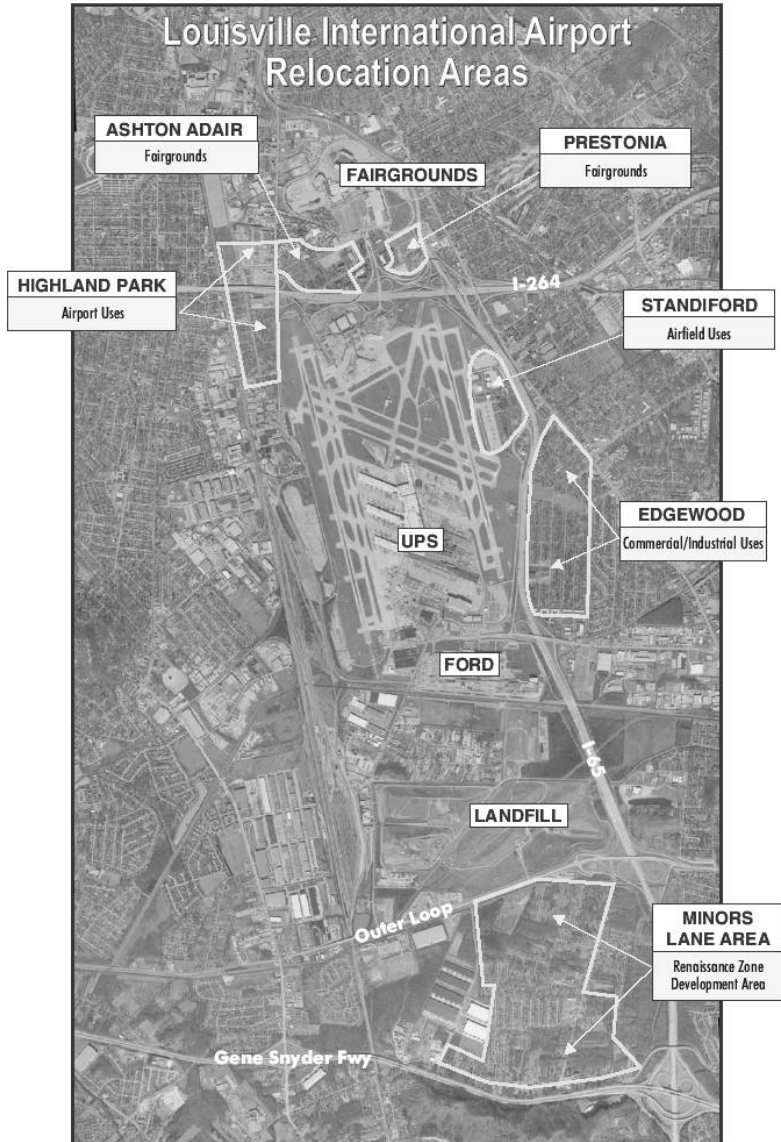 Louisville International Airport
Relocation Areas
ASHTON ADAIR
Fairgrounds
PRESTONIA
Fairgrounds
FAIRGROUNDS
HIGHLAND PARK
Airport Uses
I-264
STANDIFORD
Airfield Uses
EDGEWOOD
Commercial/Industrial Uses
UPS
FORD
I-65
LANDFILL
Outer Loop
MINORS
LANE AREA
Renaissance Zone
Development Area
Gene Snyder Fwy